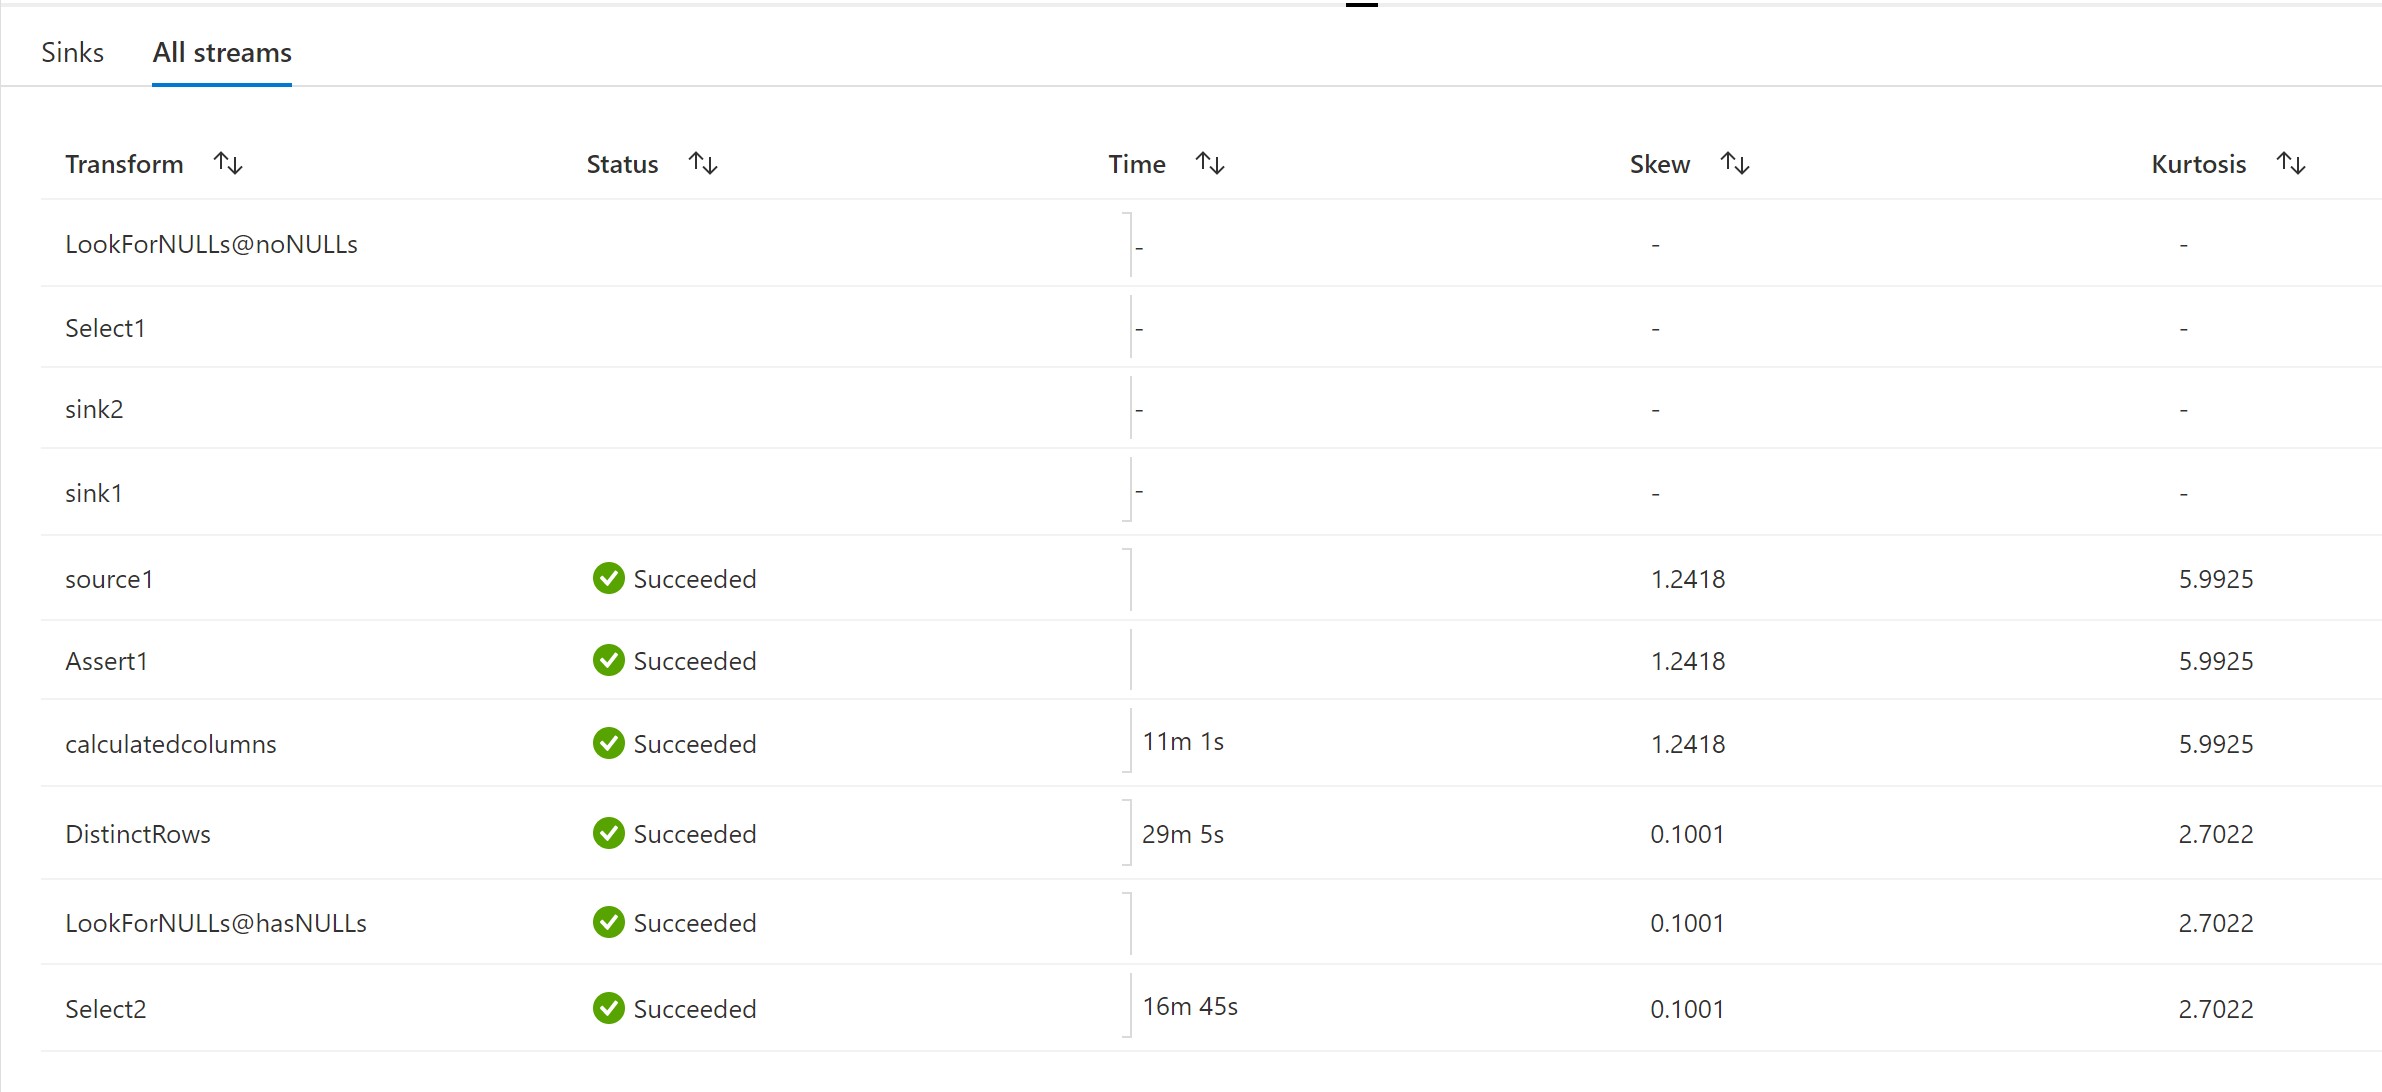 Sinks All streams
Transform Status Time Skew Kurtosis
LookForNULLs@noNULLs - - -
Select1 - - -
sink2 - - -
sink1 - - -
source1 Succeeded 1.2418 5.9925
Assert1 Succeeded 1.2418 5.9925
calculatedcolumns Succeeded 11m 1s 1.2418 5.9925
DistinctRows Succeeded 29m 5s 0.1001 2.7022
LookForNULLs@hasNULLs Succeeded 0.1001 2.7022
Select2 Succeeded 16m 45s 0.1001 2.7022